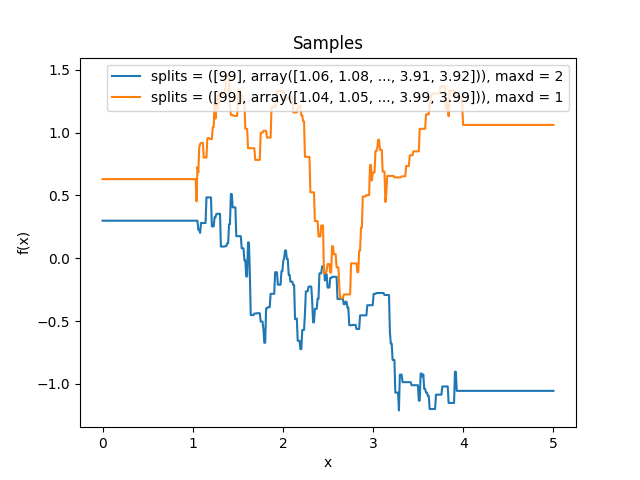 Samples
splits = ([99], array([1.06, 1.08, ..., 3.91, 3.92])), maxd = 2
splits = ([99], array([1.04, 1.05, ..., 3.99, 3.99])), maxd = 1
1.5
1.0
0.5
0.0
−0.5
−1.0
f(x)
0 1 2 3 4 5
x